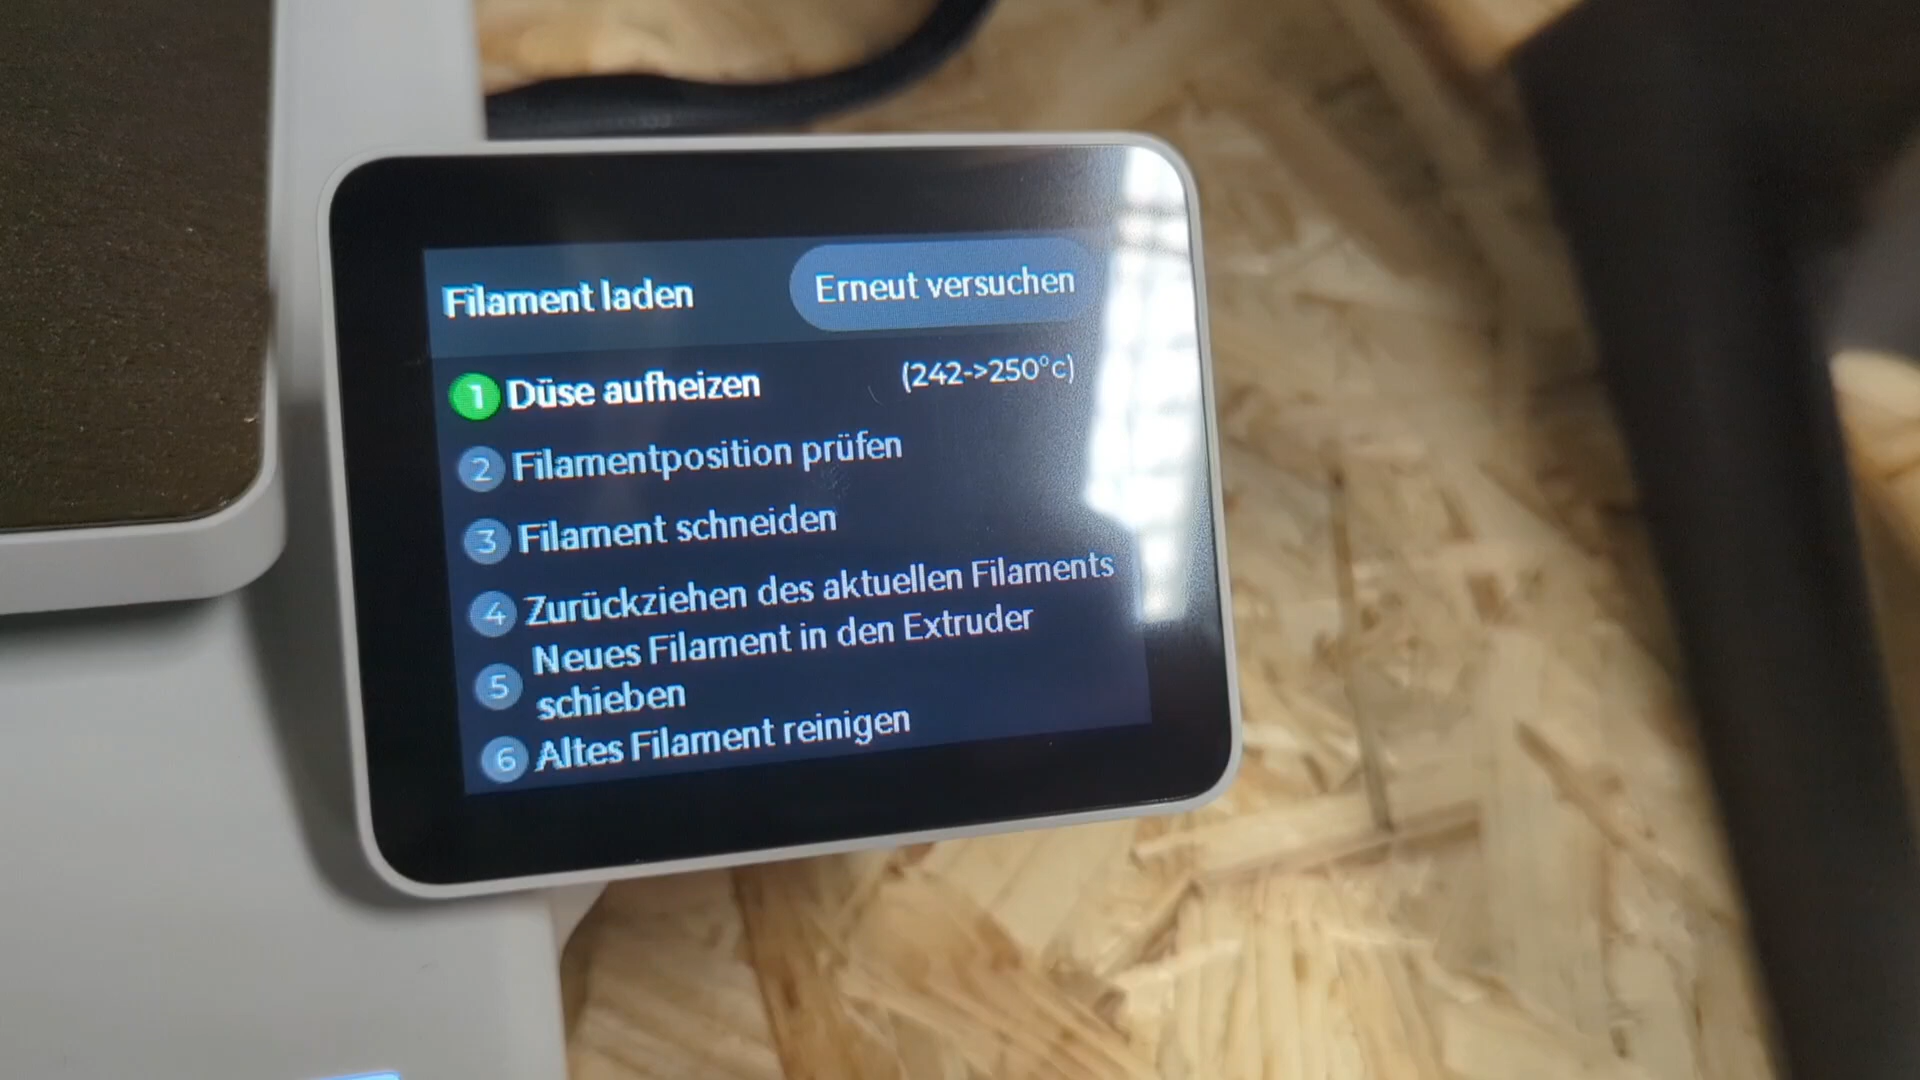 Filament laden
Erneut versuchen
1 Düse aufheizen (242->250°c)
2 Filamentposition prüfen
3 Filament schneiden
4 Zurückziehen des aktuellen Filaments
5 Neues Filament in den Extruder
schieben
6 Altes Filament reinigen